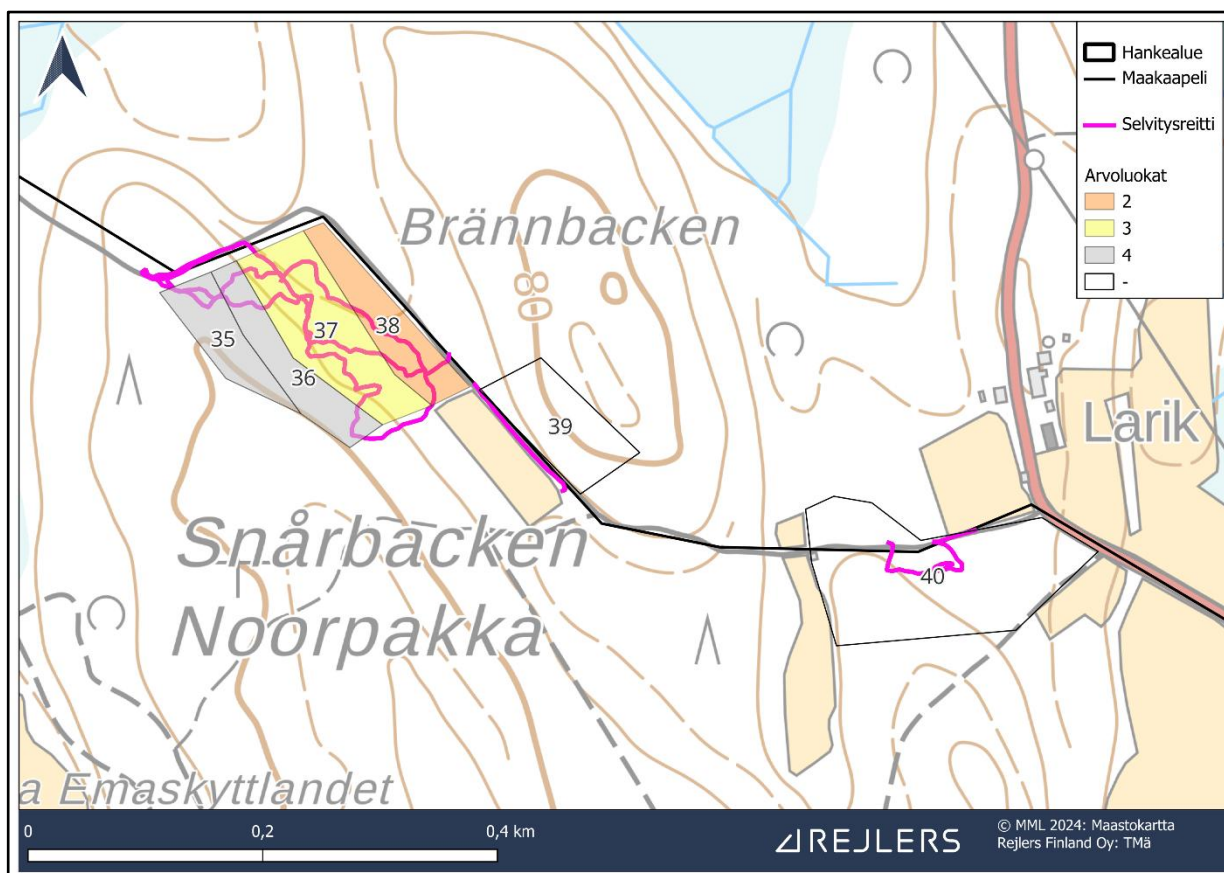 Hankealue
Maakaapeli
Selvitysreitti
Arvoluokat
2
3
4
-
Brännbacken
80
35
36
37
38
39
40
Larik
Snårbacken
Noorpakka
a Emaskyttlandet
0
0,2
0,4 km
REJLERS
© MML 2024: Maastokartta
Rejlers Finland Oy: TMä